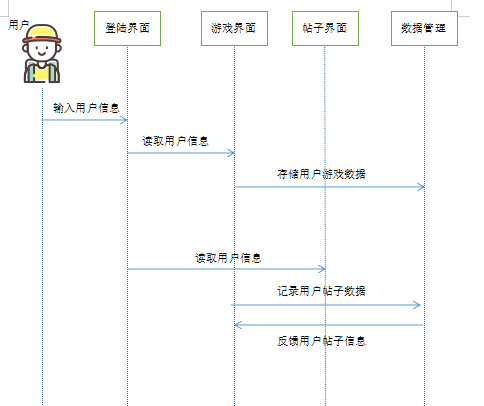 用户
登陆界面
游戏界面
帖子界面
数据管理
输入用户信息
读取用户信息
存储用户游戏数据
读取用户信息
记录用户帖子数据
反馈用户帖子信息